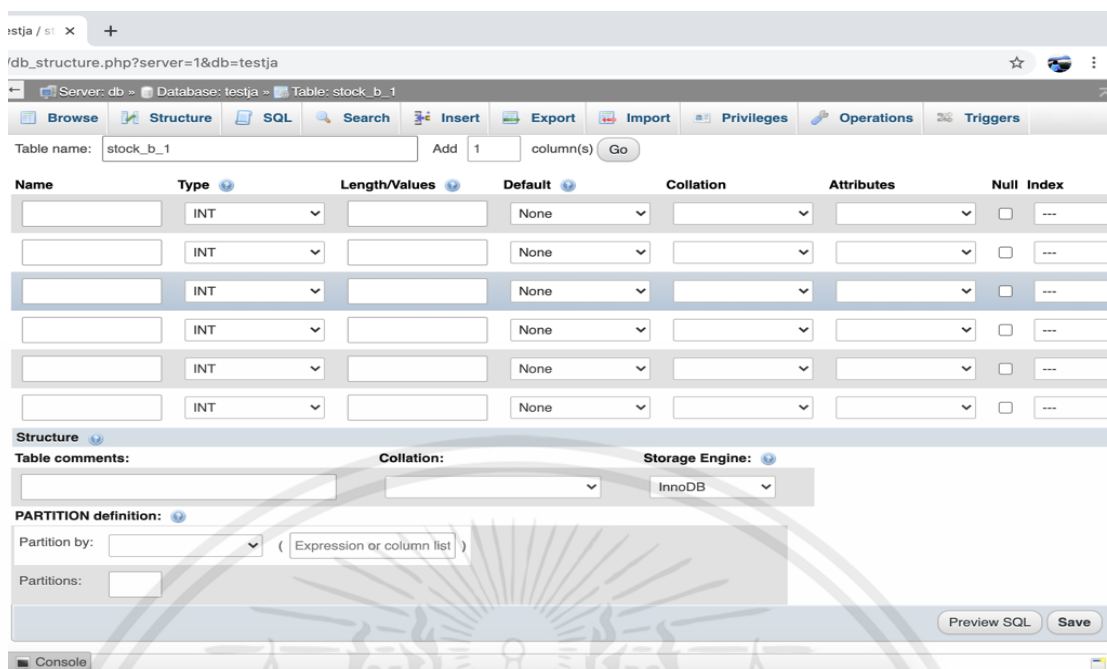 estja / st × +
/db_structure.php?server=1&db=testja
Server: db » Database: testja » Table: stock_b_1
Browse Structure SQL Search Insert Export Import Privileges Operations Triggers
Table name: stock_b_1 Add 1 column(s) Go
Name Type Length/Values Default Collation Attributes Null Index
INT None ---
INT None ---
INT None ---
INT None ---
INT None ---
INT None ---
Structure
Table comments: Collation: Storage Engine:
InnoDB
PARTITION definition:
Partition by: ( Expression or column list )
Partitions:
Preview SQL Save
Console